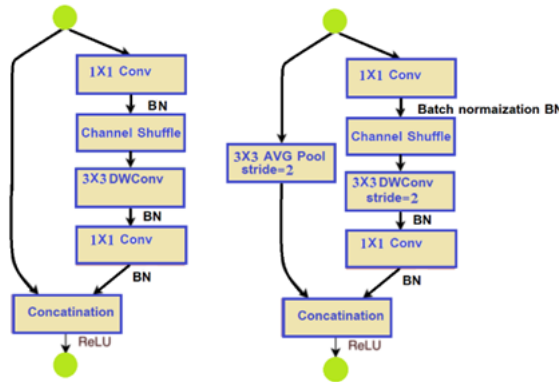 1X1 Conv
BN
Channel Shuffle
3X3 DWConv
BN
1X1 Conv
BN
Concatination
ReLU
1X1 Conv
Batch normaization BN
Channel Shuffle
3X3 AVG Pool
stride=2
3X3 DWConv
stride=2
BN
1X1 Conv
BN
Concatination
ReLU